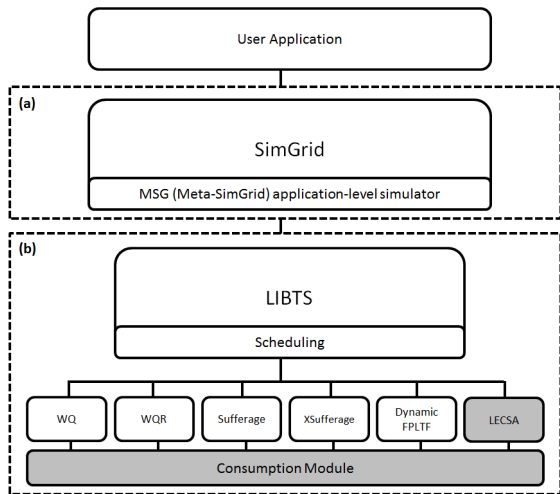 User Application
(a)
SimGrid
MSG (Meta-SimGrid) application-level simulator
(b)
LIBTS
Scheduling
WQ
WQR
Sufferage
XSufferage
Dynamic
FPLTF
LECSA
Consumption Module